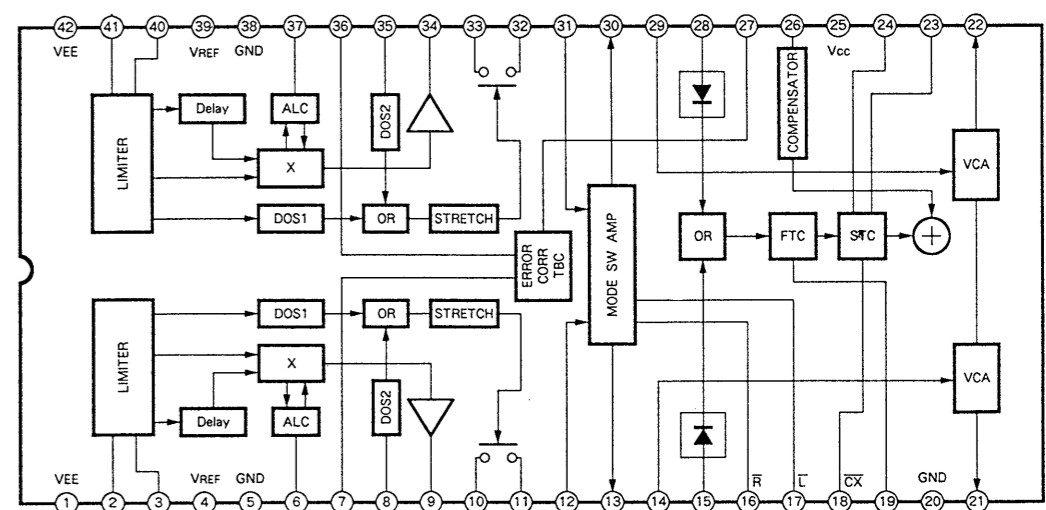 42 41 40 39 38 37 36 35 34 33 32 31 30 29 28 27 26 25 24 23 22
VEE VREF GND Vcc
LIMITER
Delay
ALC
X
DOS1
DOS2
OR
STRETCH
ERROR
CORR
TBC
MODE SW AMP
OR
FTC
STC
COMPENSATOR
+
VCA
LIMITER
DOS1
OR
STRETCH
X
Delay
ALC
DOS2
VCA
VEE VREF GND R L CX GND
1 2 3 4 5 6 7 8 9 10 11 12 13 14 15 16 17 18 19 20 21